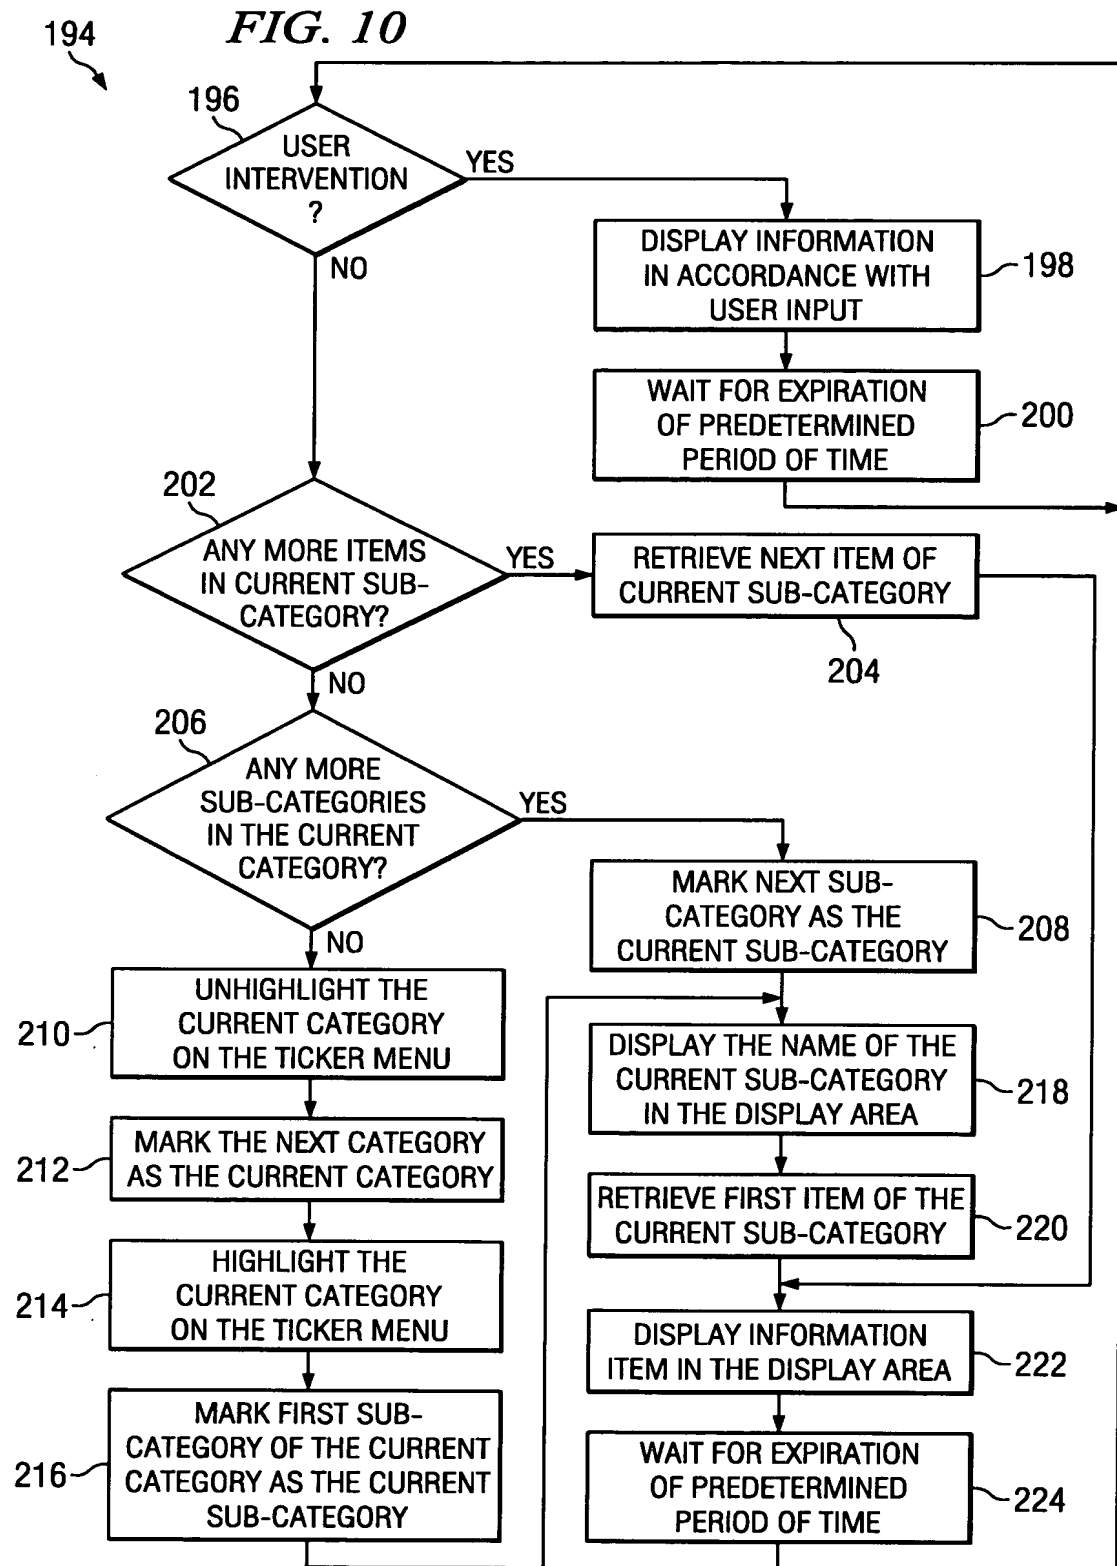 FIG. 10
194
196
USER
INTERVENTION
?
YES
NO
DISPLAY INFORMATION
IN ACCORDANCE WITH
USER INPUT
198
WAIT FOR EXPIRATION
OF PREDETERMINED
PERIOD OF TIME
200
202
ANY MORE ITEMS
IN CURRENT SUB-
CATEGORY?
YES
NO
RETRIEVE NEXT ITEM OF
CURRENT SUB-CATEGORY
204
206
ANY MORE
SUB-CATEGORIES
IN THE CURRENT
CATEGORY?
YES
NO
MARK NEXT SUB-
CATEGORY AS THE
CURRENT SUB-CATEGORY
208
UNHIGHLIGHT THE
CURRENT CATEGORY
ON THE TICKER MENU
210
MARK THE NEXT CATEGORY
AS THE CURRENT CATEGORY
212
HIGHLIGHT THE
CURRENT CATEGORY
ON THE TICKER MENU
214
MARK FIRST SUB-
CATEGORY OF THE CURRENT
CATEGORY AS THE CURRENT
SUB-CATEGORY
216
DISPLAY THE NAME OF THE
CURRENT SUB-CATEGORY
IN THE DISPLAY AREA
218
RETRIEVE FIRST ITEM OF THE
CURRENT SUB-CATEGORY
220
DISPLAY INFORMATION
ITEM IN THE DISPLAY AREA
222
WAIT FOR EXPIRATION
OF PREDETERMINED
PERIOD OF TIME
224